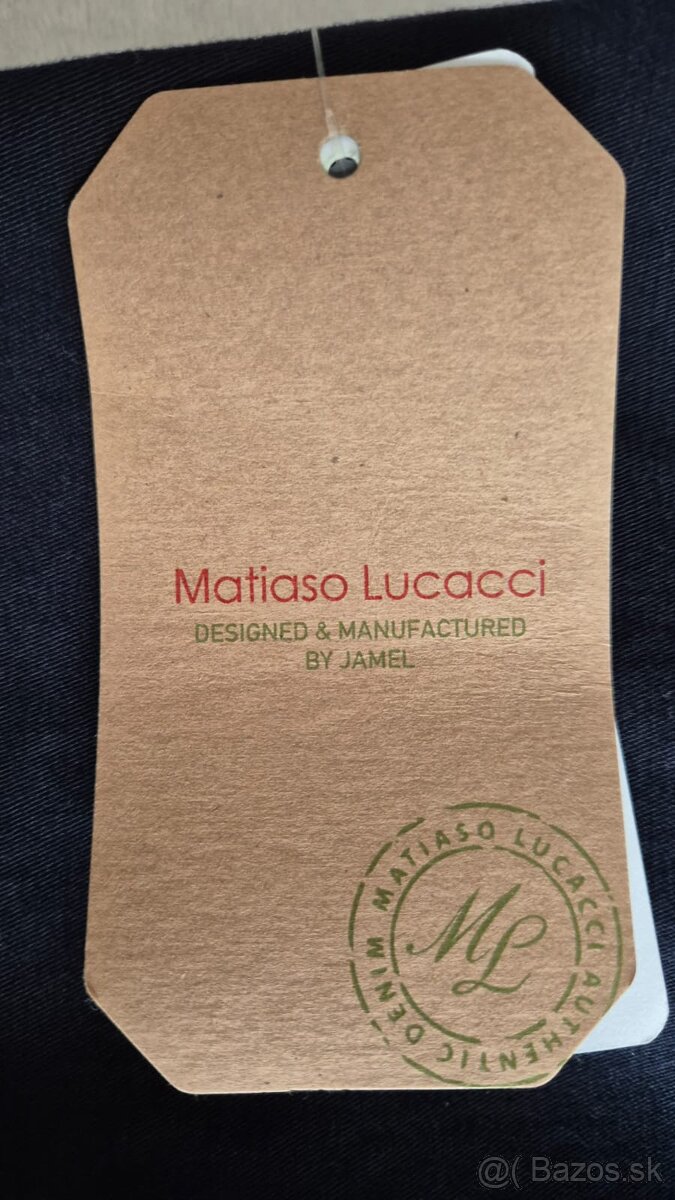 Matiaso Lucacci
DESIGNED & MANUFACTURED
BY JAMEL
MATIASO LUCACCI AUTHENTIC DENIM
ML
@( Bazos.sk